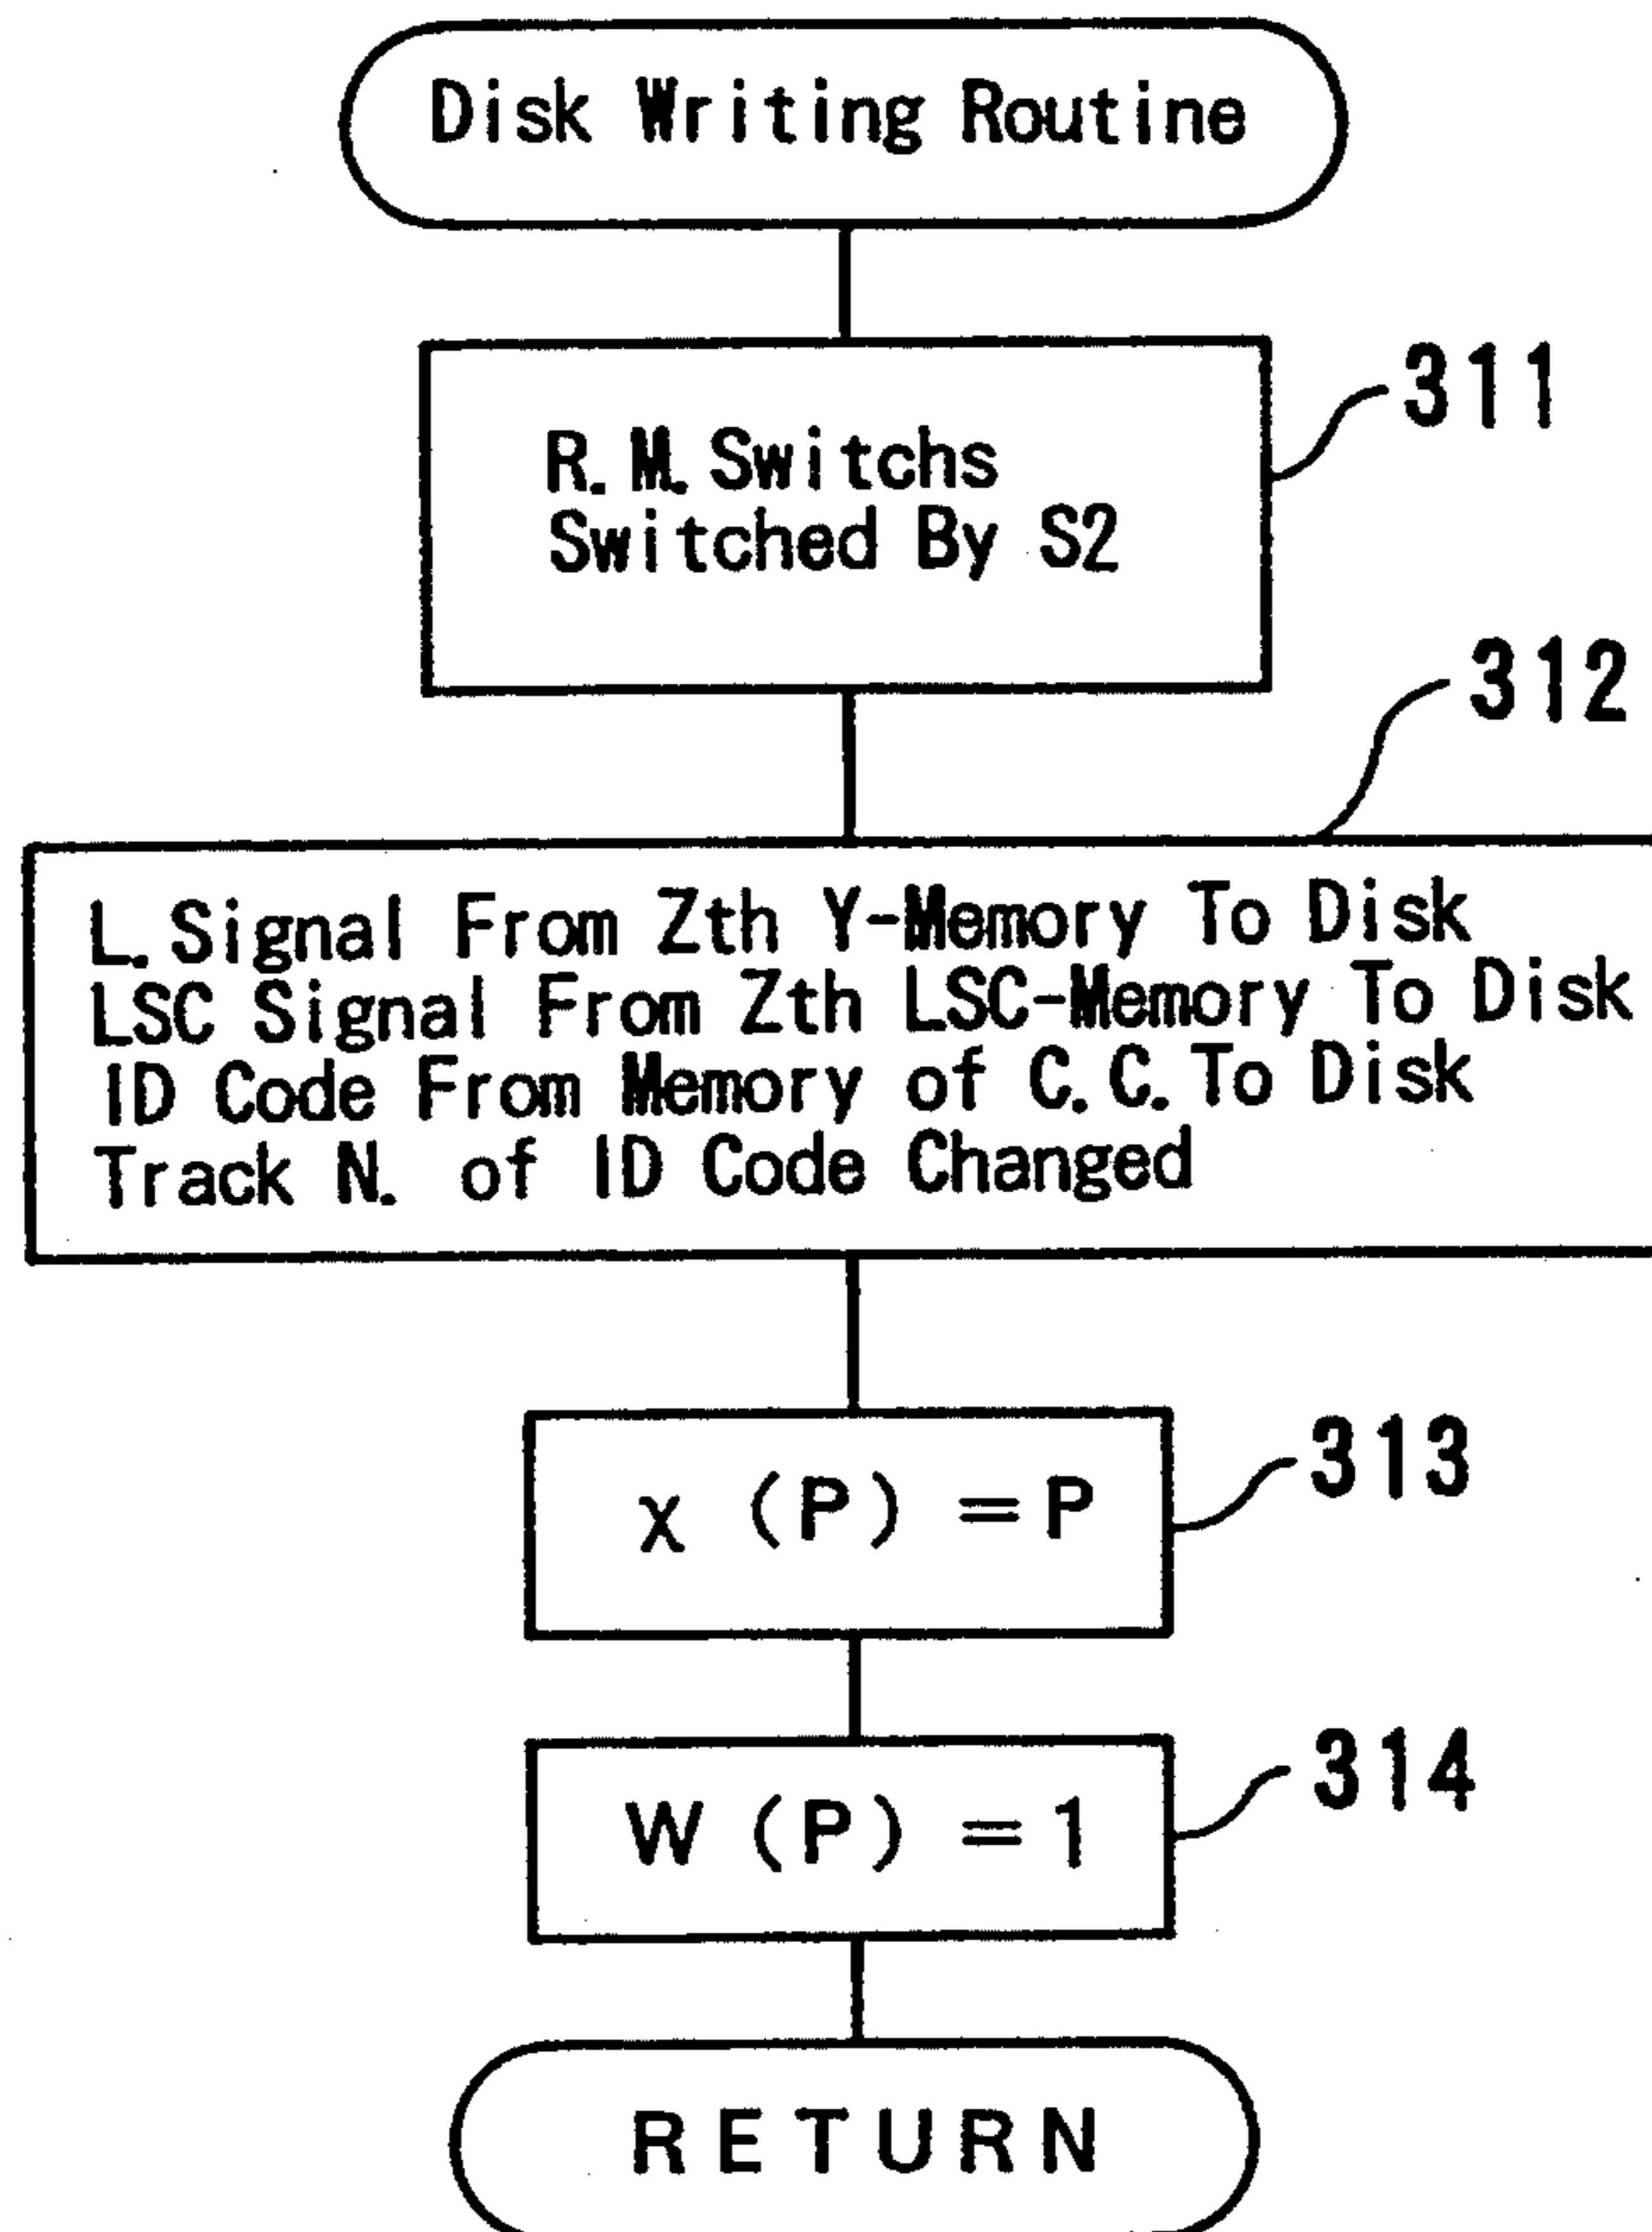 Disk Writing Routine
R.M.Switchs
Switched By S2
311
312
L.Signal From Zth Y-Memory To Disk
LSC Signal From Zth LSC-Memory To Disk
ID Code From Memory of C.C.To Disk
Track N. of ID Code Changed
x (P) =P
313
W (P) =1
314
RETURN